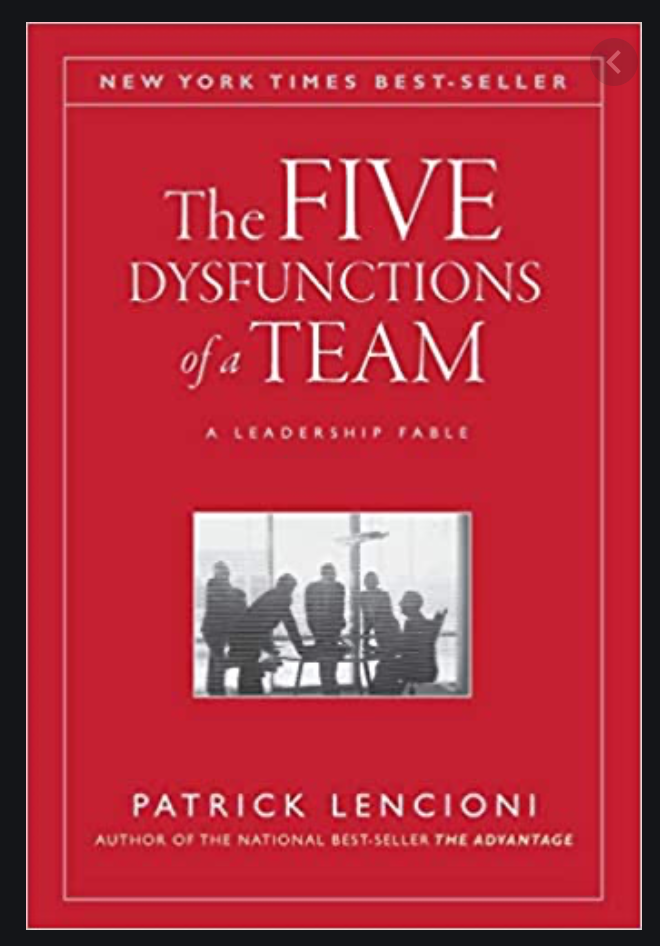 NEW YORK TIMES BEST-SELLER
The FIVE
DYSFUNCTIONS
of a TEAM
A LEADERSHIP FABLE
PATRICK LENCIONI
AUTHOR OF THE NATIONAL BEST-SELLER THE ADVANTAGE